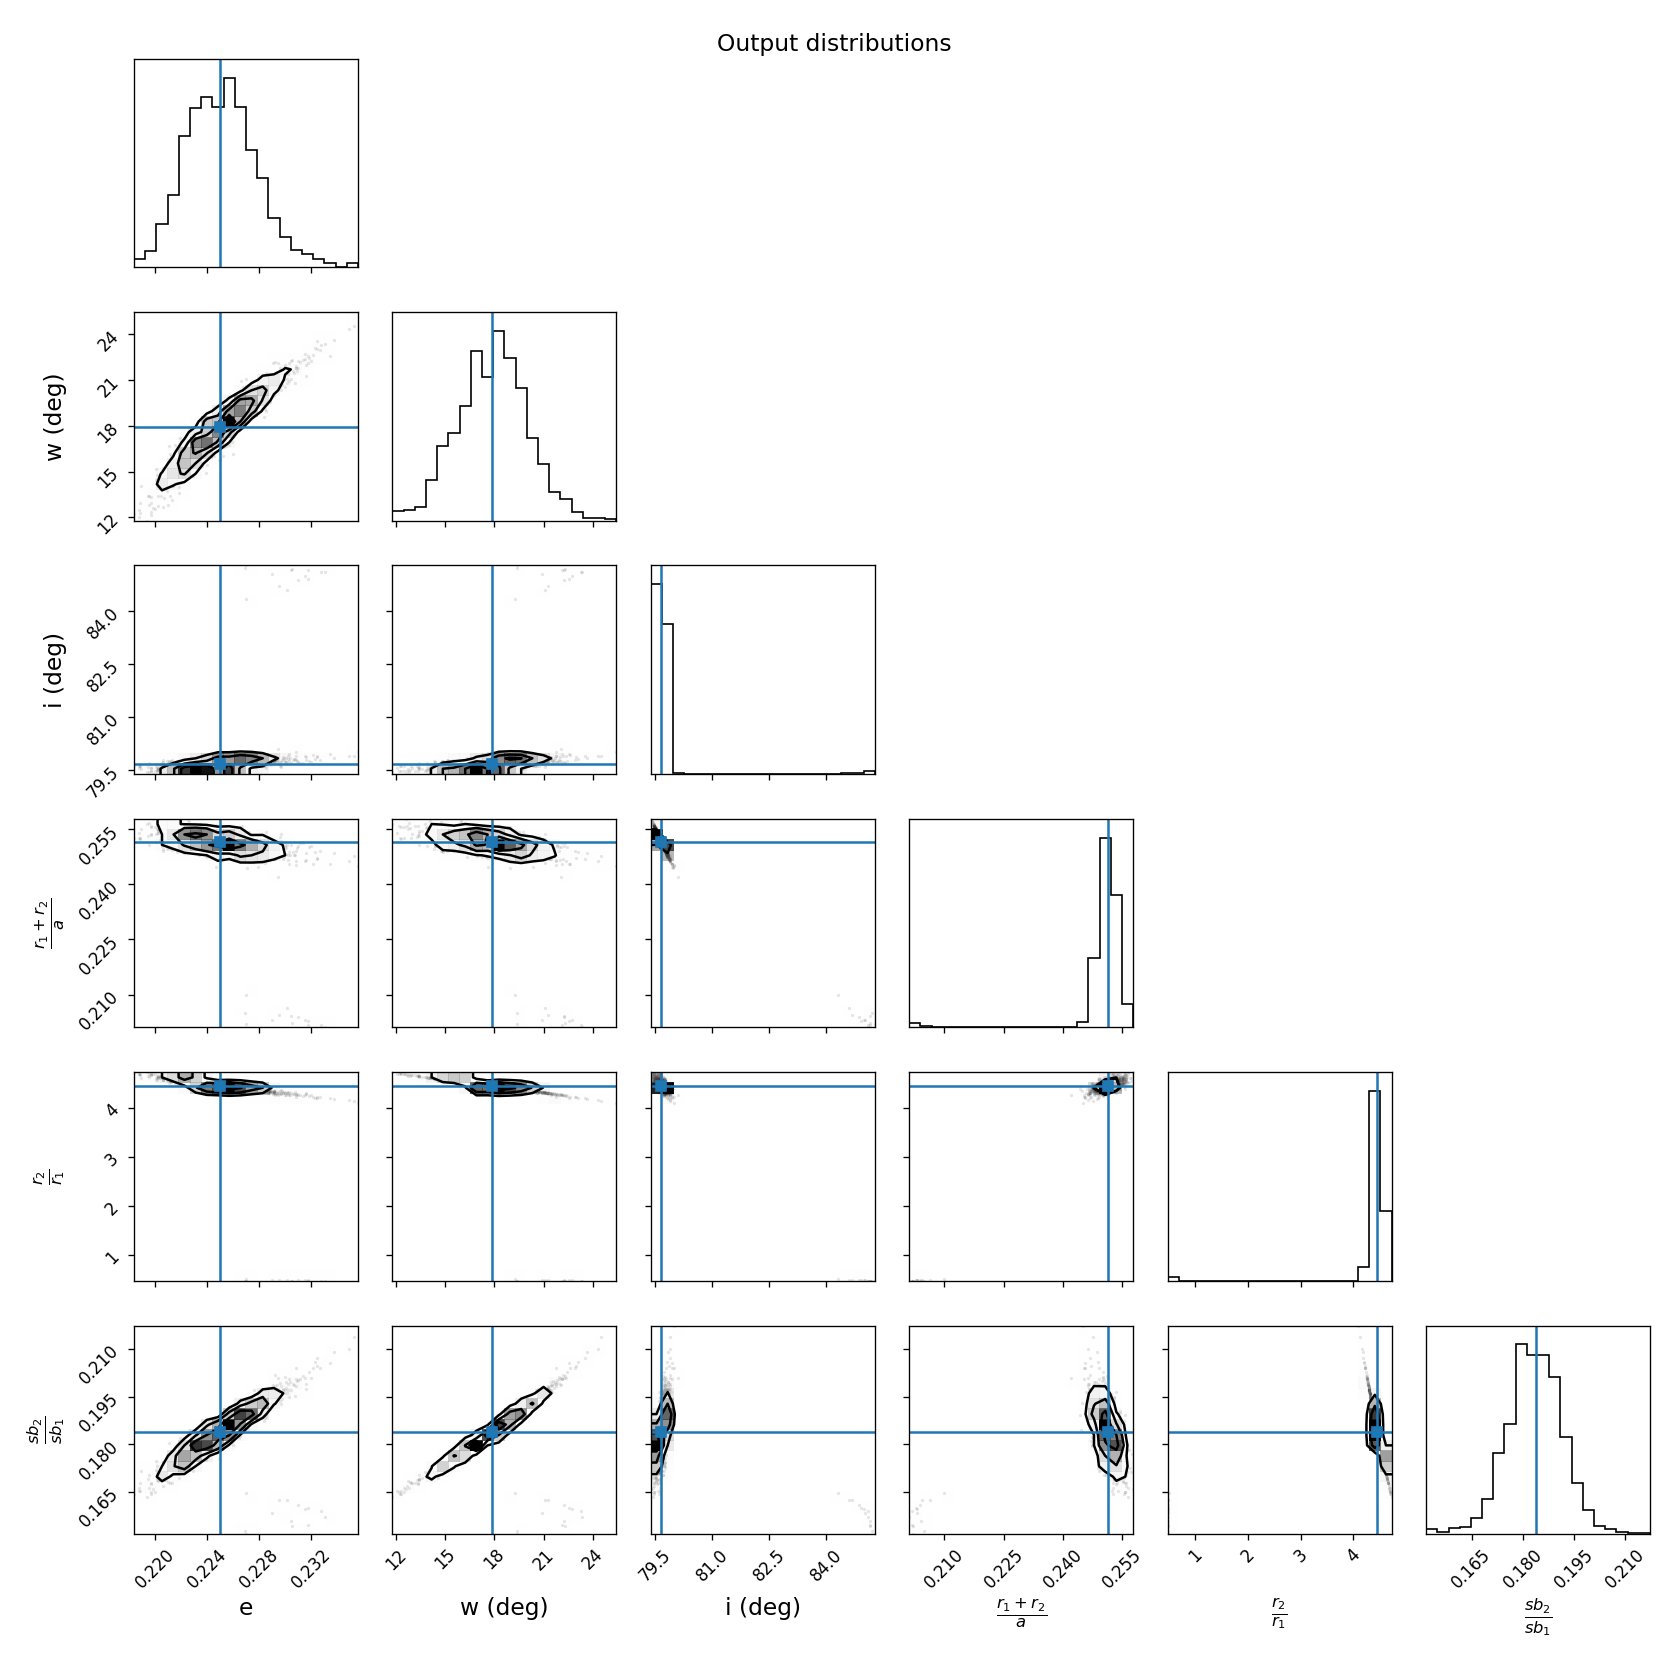 Output distributions
24
21
18
15
12
w (deg)
84.0
82.5
81.0
79.5
i (deg)
0.255
0.240
0.225
0.210
r₁ + r₂
a
4
3
2
1
r₂
r₁
0.210
0.195
0.180
0.165
sb₂
sb₁
0.220 0.224 0.228 0.232 12 15 18 21 24 79.5 81.0 82.5 84.0 0.210 0.225 0.240 0.255 1 2 3 4 0.165 0.180 0.195 0.210
e w (deg) i (deg) r₁ + r₂ / a r₂ / r₁ sb₂ / sb₁